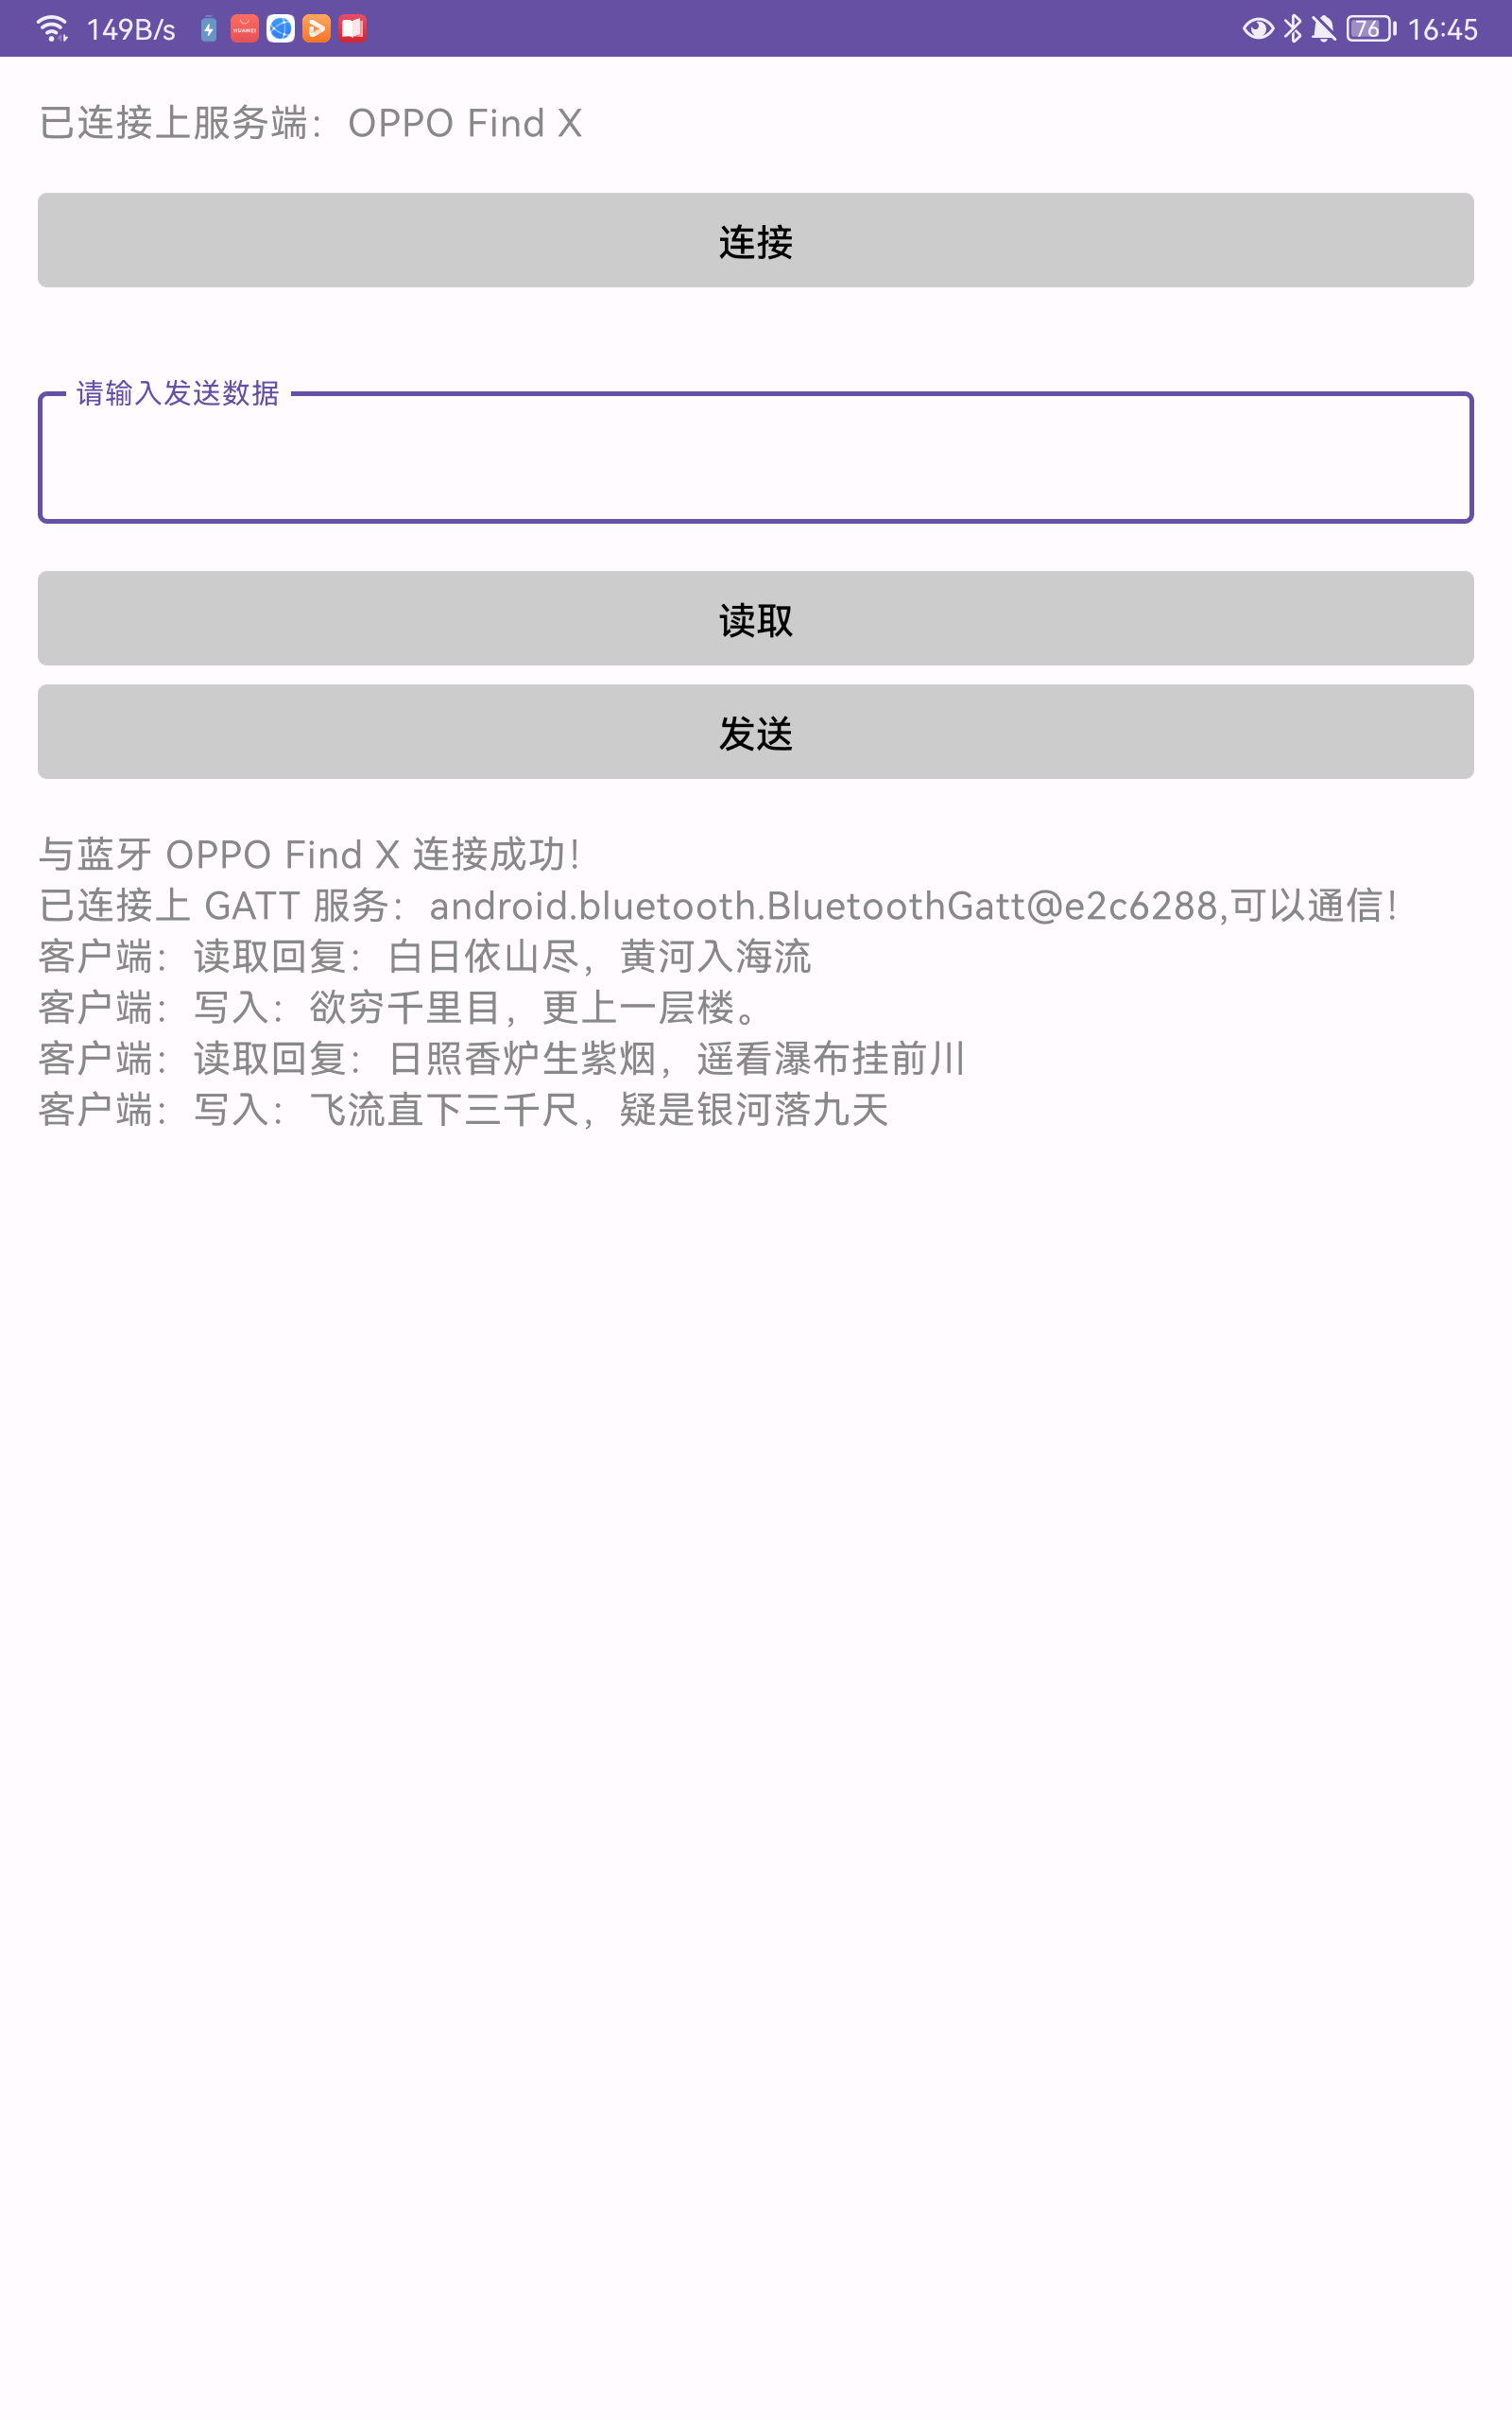 149B/s HUAWEI 76 16:45
已连接上服务端：OPPO Find X
连接
请输入发送数据
读取
发送
与蓝牙 OPPO Find X 连接成功！
已连接上 GATT 服务：android.bluetooth.BluetoothGatt@e2c6288,可以通信！
客户端：读取回复：白日依山尽，黄河入海流
客户端：写入：欲穷千里目，更上一层楼。
客户端：读取回复：日照香炉生紫烟，遥看瀑布挂前川
客户端：写入：飞流直下三千尺，疑是银河落九天